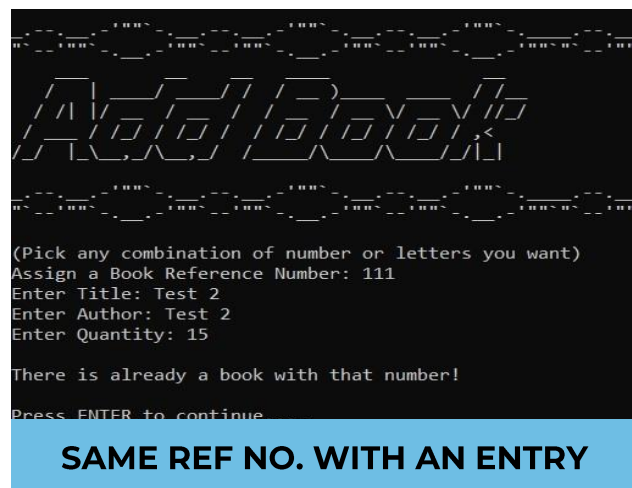 Add Book
(Pick any combination of number or letters you want)
Assign a Book Reference Number: 111
Enter Title: Test 2
Enter Author: Test 2
Enter Quantity: 15
There is already a book with that number!
Press ENTER to continue.....
SAME REF NO. WITH AN ENTRY